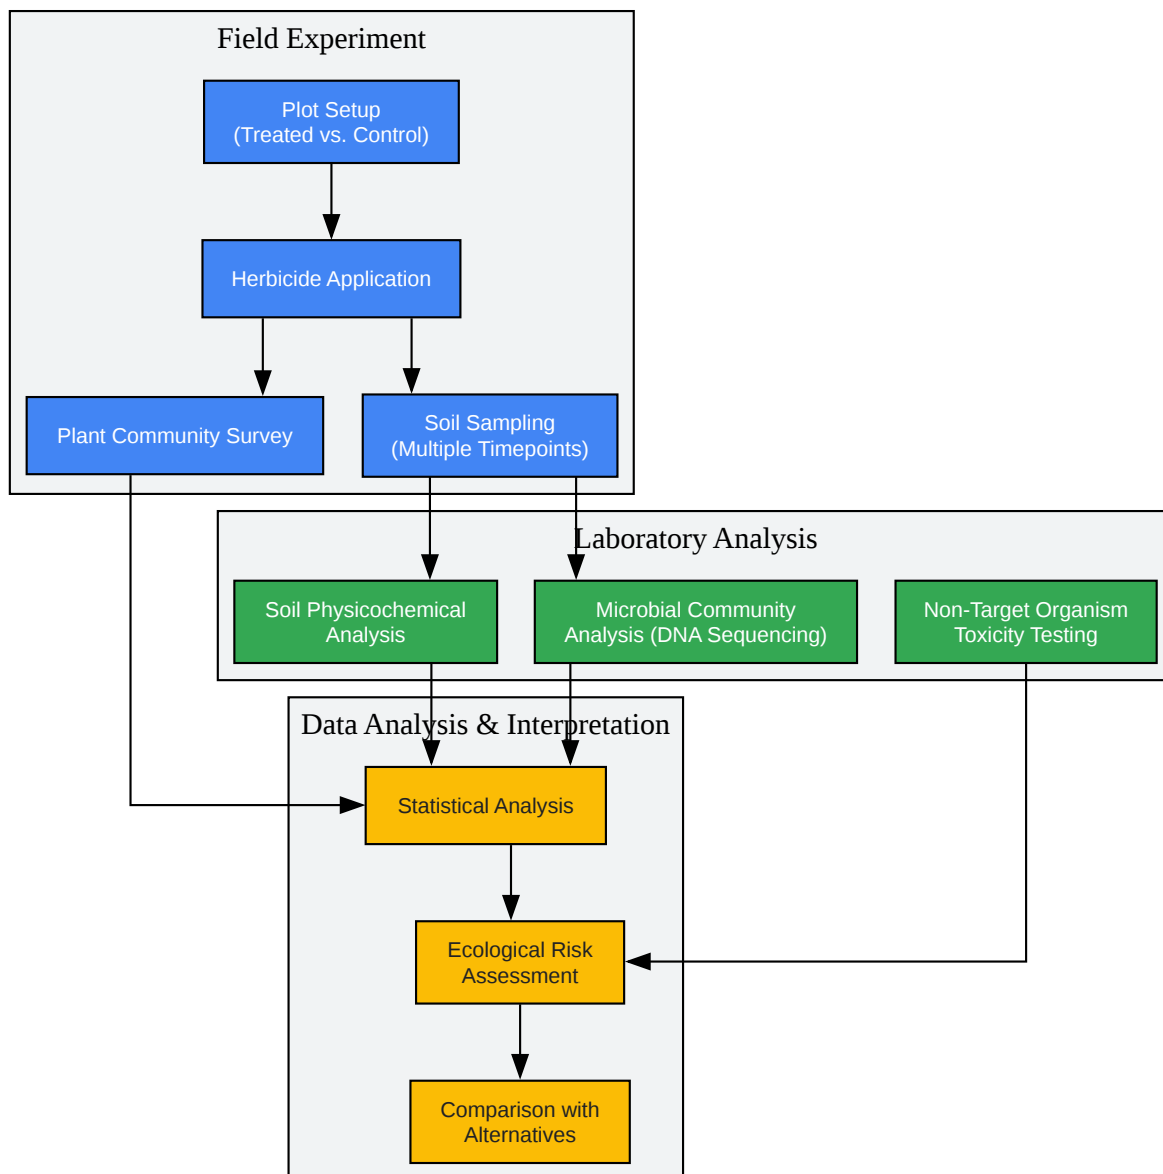 Field Experiment
Plot Setup
(Treated vs. Control)
Herbicide Application
Plant Community Survey
Soil Sampling
(Multiple Timepoints)
Laboratory Analysis
Soil Physicochemical
Analysis
Microbial Community
Analysis (DNA Sequencing)
Non-Target Organism
Toxicity Testing
Data Analysis & Interpretation
Statistical Analysis
Ecological Risk
Assessment
Comparison with
Alternatives